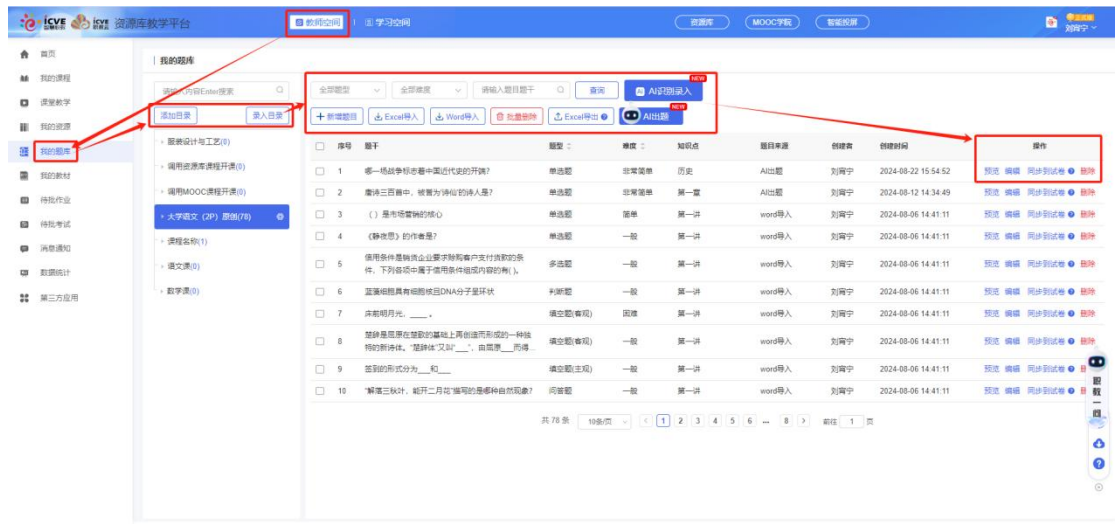 icve 智慧职教 icve 职教云 资源库教学平台 教师空间 学习空间 资源库 MOOC学院 智能投屏 刘宵宁
首页
我的课程
课堂教学
我的资源
我的题库
我的教材
待批作业
待批考试
消息通知
数据统计
第三方应用
我的题库
请输入内容Enter搜索
添加目录 录入目录
服装设计与工艺(0)
调用资源库课程开课(0)
调用MOOC课程开课(0)
大学语文（2P）原创(78)
课程名称(1)
语文课(0)
数学课(0)
全部题型 全部难度 请输入题目题干 查询 AI识别录入 NEW
新增题目 Excel导入 Word导入 批量删除 Excel导出 AI出题 NEW
序号 题干 题型 难度 知识点 题目来源 创建者 创建时间 操作
1 哪一场战争标志着中国近代史的开端? 单选题 非常简单 历史 AI出题 刘宵宁 2024-08-22 15:54:52 预览 编辑 同步到试卷 删除
2 唐诗三百首中，被誉为'诗仙'的诗人是? 单选题 非常简单 第一章 AI出题 刘宵宁 2024-08-12 14:34:49 预览 编辑 同步到试卷 删除
3 （ ）是市场营销的核心 单选题 简单 第一讲 word导入 刘宵宁 2024-08-06 14:41:11 预览 编辑 同步到试卷 删除
4 《静夜思》的作者是? 单选题 一般 第一讲 word导入 刘宵宁 2024-08-06 14:41:11 预览 编辑 同步到试卷 删除
5 信用条件是销货企业要求赊购客户支付货款的条件，下列各项中属于信用条件组成内容的有( )。 多选题 一般 第一讲 word导入 刘宵宁 2024-08-06 14:41:11 预览 编辑 同步到试卷 删除
6 蓝藻细胞具有细胞核且DNA分子呈环状 判断题 一般 第一讲 word导入 刘宵宁 2024-08-06 14:41:11 预览 编辑 同步到试卷 删除
7 床前明月光，____。 填空题(客观) 困难 第一讲 word导入 刘宵宁 2024-08-06 14:41:11 预览 编辑 同步到试卷 删除
8 楚辞是屈原在楚歌的基础上再创造而形成的一种独特的新诗体。"楚辞体"又叫"___"，由屈原___而得... 填空题(客观) 一般 第一讲 word导入 刘宵宁 2024-08-06 14:41:11 预览 编辑 同步到试卷 删除
9 签到的形式分为___和___ 填空题(主观) 一般 第一讲 word导入 刘宵宁 2024-08-06 14:41:11 预览 编辑 同步到试卷
10 "解落三秋叶，能开二月花"描写的是哪种自然现象? 问答题 一般 第一讲 word导入 刘宵宁 2024-08-06 14:41:11 预览 编辑 同步到试卷
共 78 条 10条/页 < 1 2 3 4 5 6 ... 8 > 前往 1 页
职教一问